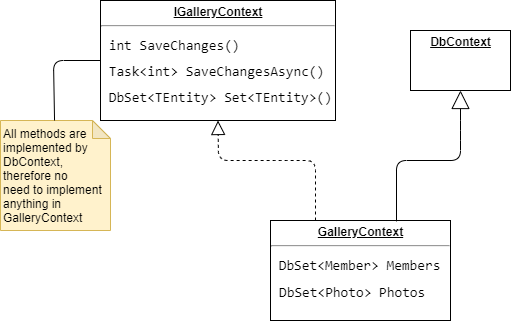 IGalleryContext
int SaveChanges()
Task<int> SaveChangesAsync()
DbSet<TEntity> Set<TEntity>()
DbContext
All methods are
implemented by
DbContext,
therefore no
need to implement
anything in
GalleryContext
GalleryContext
DbSet<Member> Members
DbSet<Photo> Photos